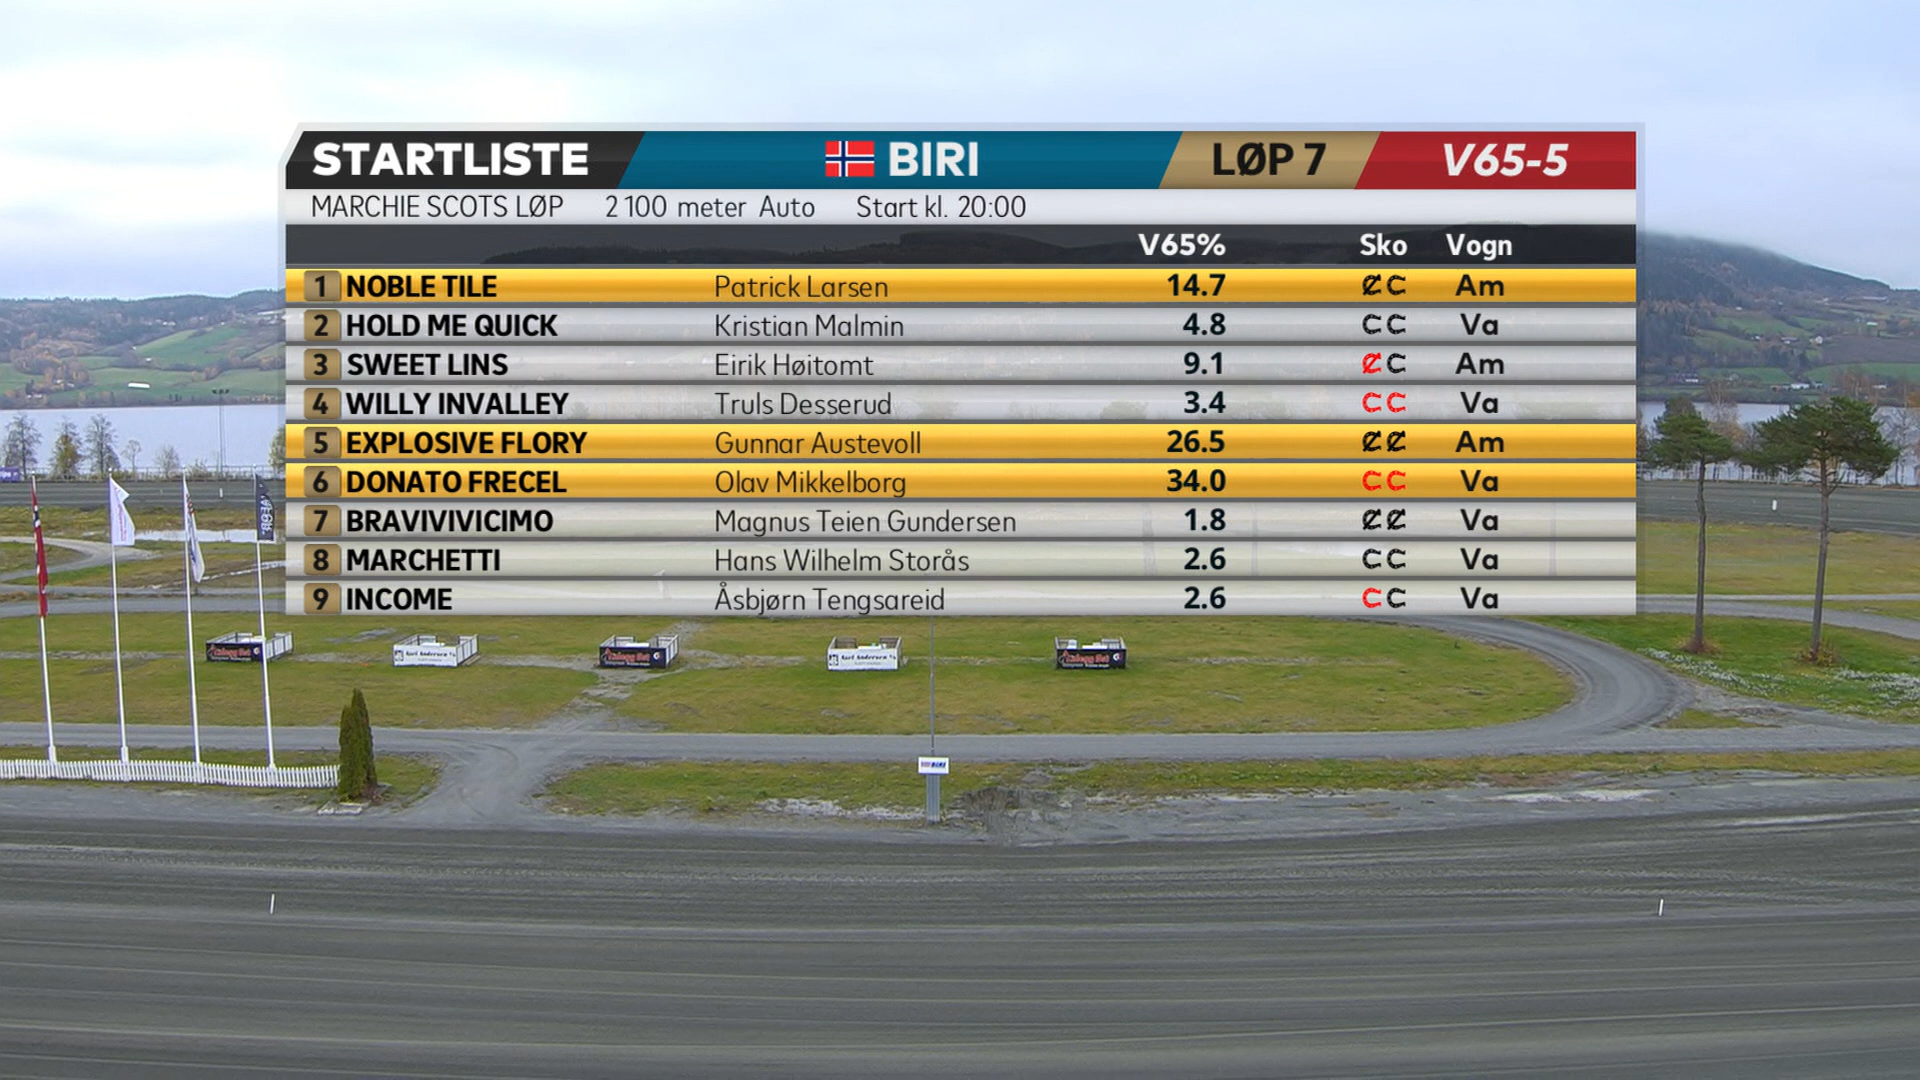 STARTLISTE BIRI LØP 7 V65-5
MARCHIE SCOTS LØP 2 100 meter Auto Start kl. 20:00
V65% Sko Vogn
1 NOBLE TILE Patrick Larsen 14.7 Am
2 HOLD ME QUICK Kristian Malmin 4.8 Va
3 SWEET LINS Eirik Høitomt 9.1 Am
4 WILLY INVALLEY Truls Desserud 3.4 Va
5 EXPLOSIVE FLORY Gunnar Austevoll 26.5 Am
6 DONATO FRECEL Olav Mikkelborg 34.0 Va
7 BRAVIVIVICIMO Magnus Teien Gundersen 1.8 Va
8 MARCHETTI Hans Wilhelm Storås 2.6 Va
9 INCOME Åsbjørn Tengsareid 2.6 Va